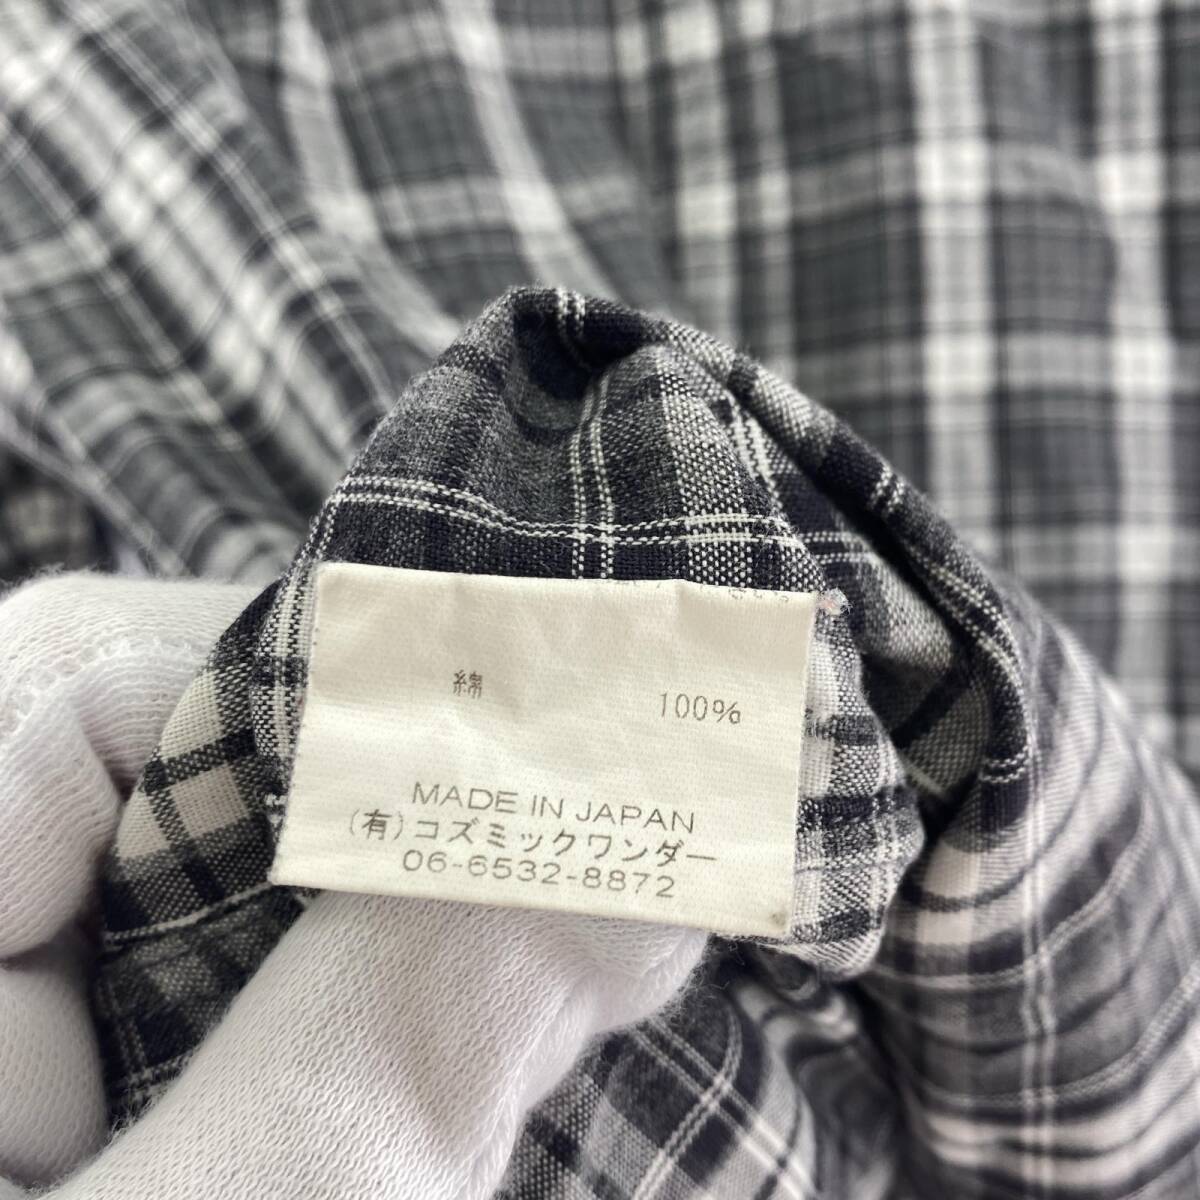 綿 100%
MADE IN JAPAN
(有)コズミックワンダー
06-6532-8872